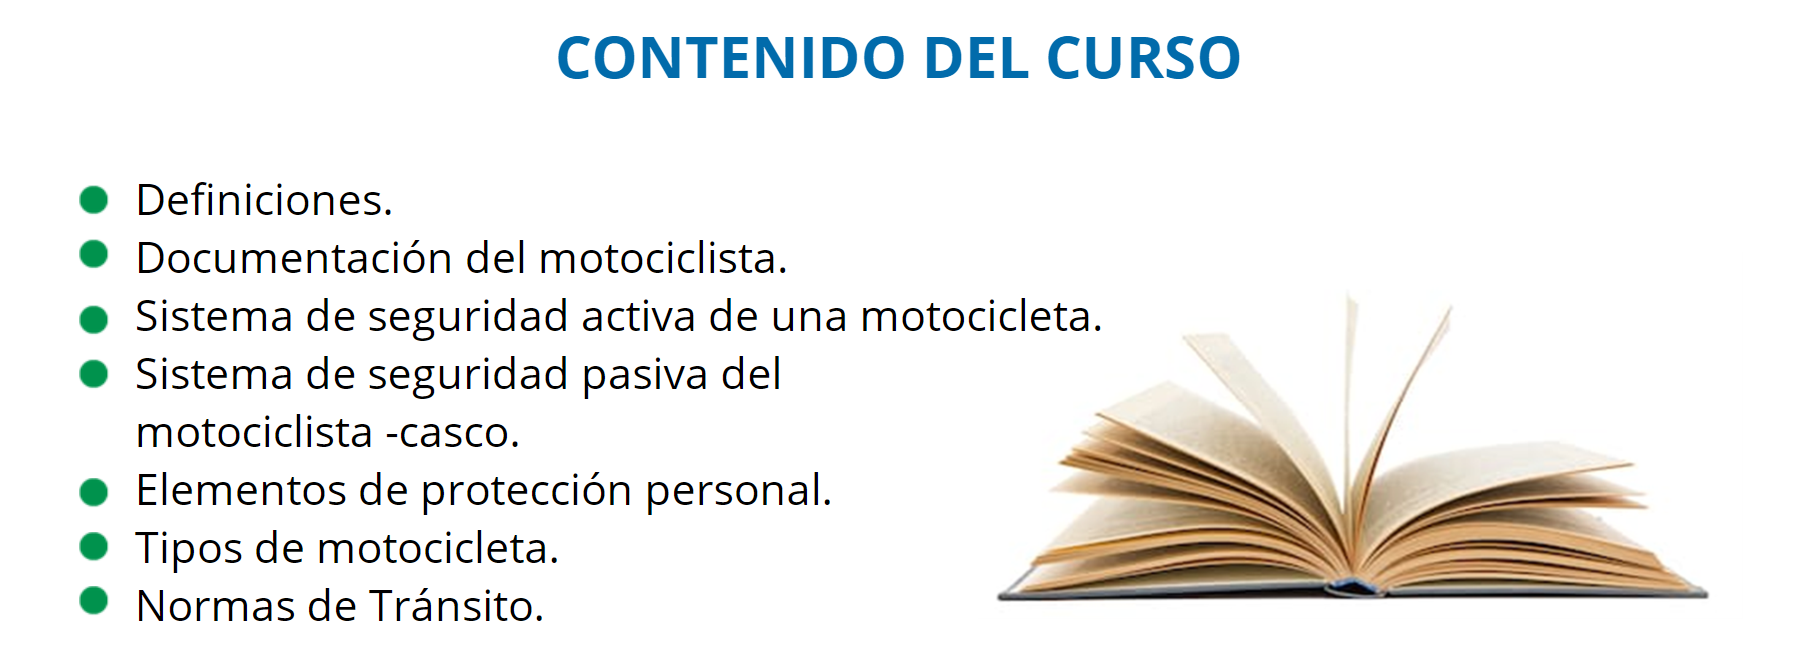 CONTENIDO DEL CURSO
Definiciones.
Documentación del motociclista.
Sistema de seguridad activa de una motocicleta.
Sistema de seguridad pasiva del
motociclista -casco.
Elementos de protección personal.
Tipos de motocicleta.
Normas de Tránsito.